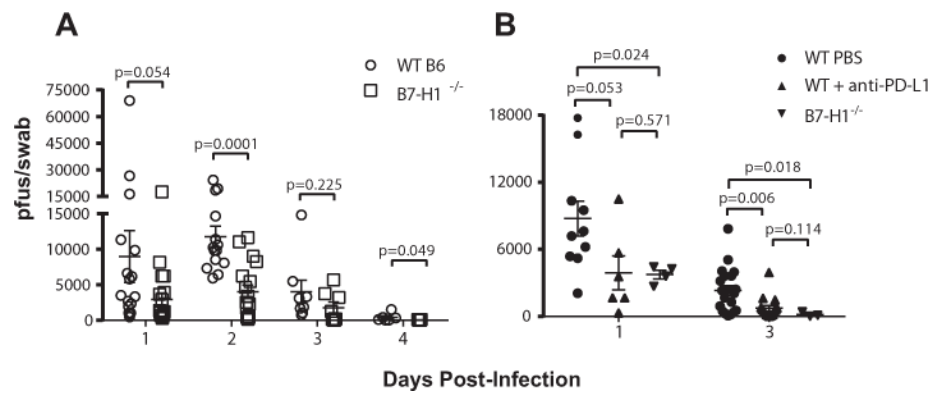 A
B
p=0.054
WT B6
B7-H1 -/-
p=0.0001
p=0.225
p=0.049
pfus/swab
75000
60000
45000
30000
15000
15000
10000
5000
0
1
2
3
4
p=0.024
p=0.053
p=0.571
WT PBS
WT + anti-PD-L1
B7-H1-/-
p=0.018
p=0.006
p=0.114
18000
12000
6000
0
1
3
Days Post-Infection